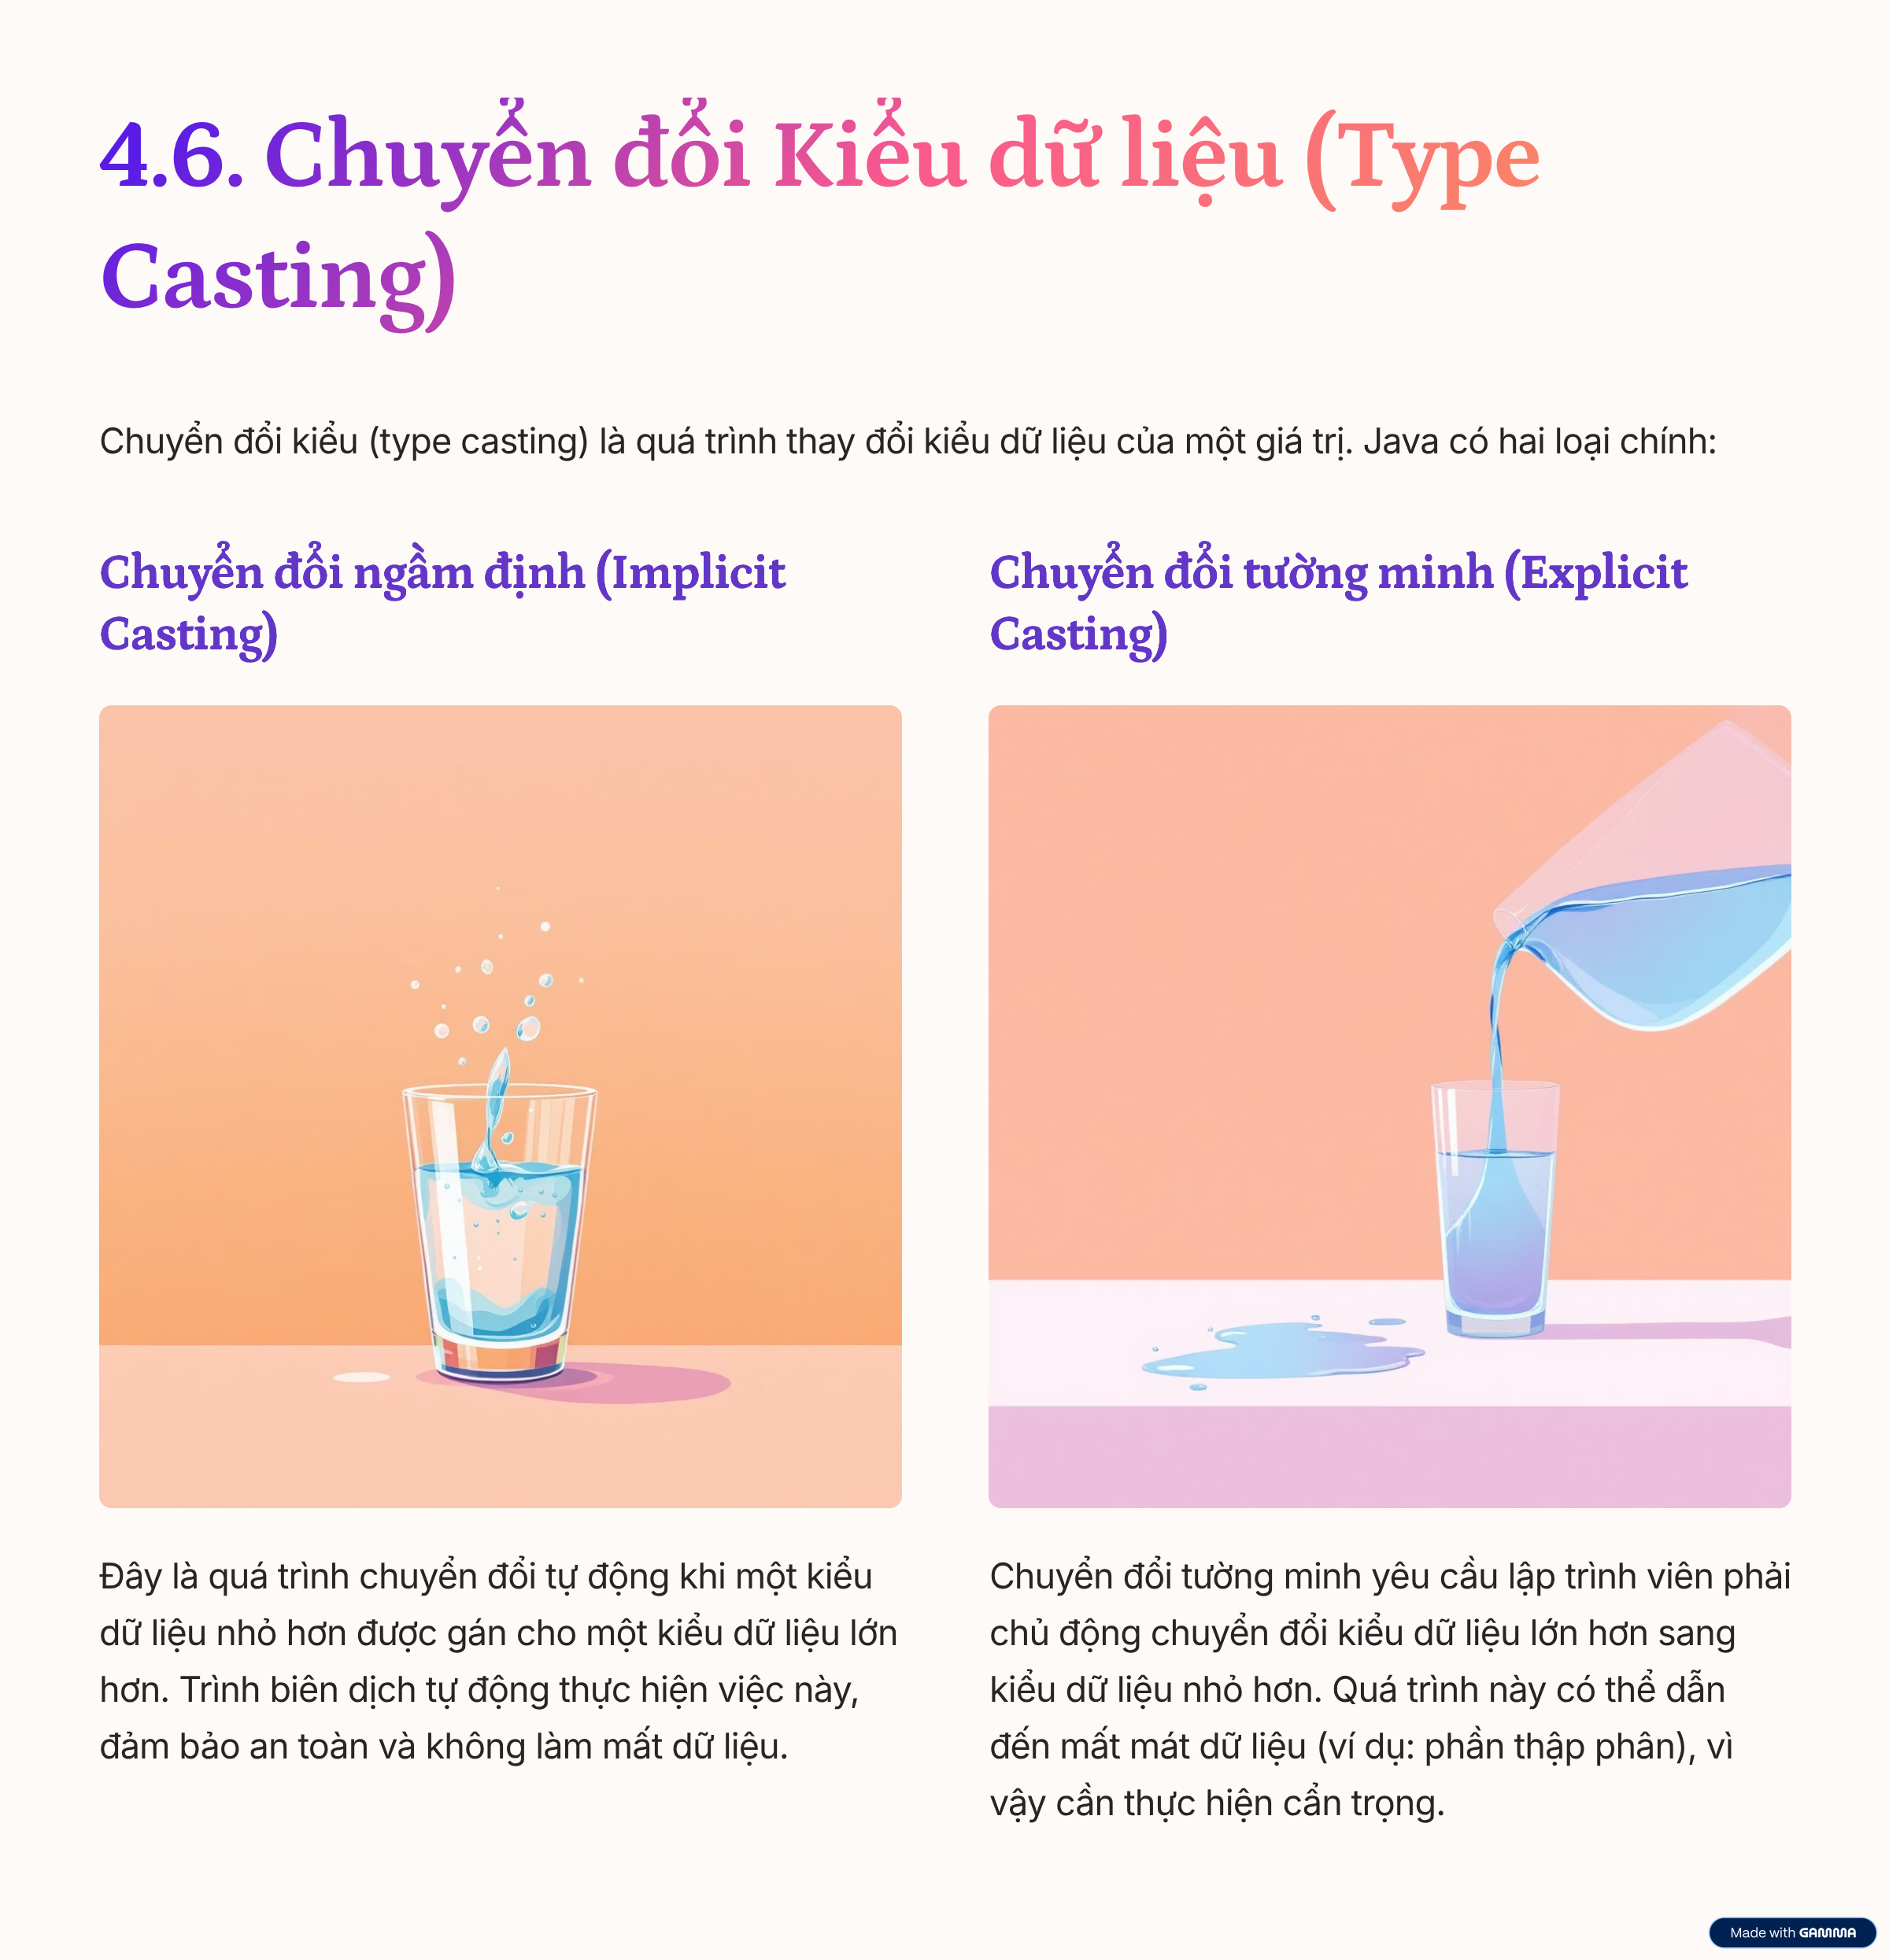 4.6. Chuyển đổi Kiểu dữ liệu (Type
Casting)
Chuyển đổi kiểu (type casting) là quá trình thay đổi kiểu dữ liệu của một giá trị. Java có hai loại chính:
Chuyển đổi ngầm định (Implicit
Casting)
Đây là quá trình chuyển đổi tự động khi một kiểu
dữ liệu nhỏ hơn được gán cho một kiểu dữ liệu lớn
hơn. Trình biên dịch tự động thực hiện việc này,
đảm bảo an toàn và không làm mất dữ liệu.
Chuyển đổi tường minh (Explicit
Casting)
Chuyển đổi tường minh yêu cầu lập trình viên phải
chủ động chuyển đổi kiểu dữ liệu lớn hơn sang
kiểu dữ liệu nhỏ hơn. Quá trình này có thể dẫn
đến mất mát dữ liệu (ví dụ: phần thập phân), vì
vậy cần thực hiện cẩn trọng.
Made with GAMMA